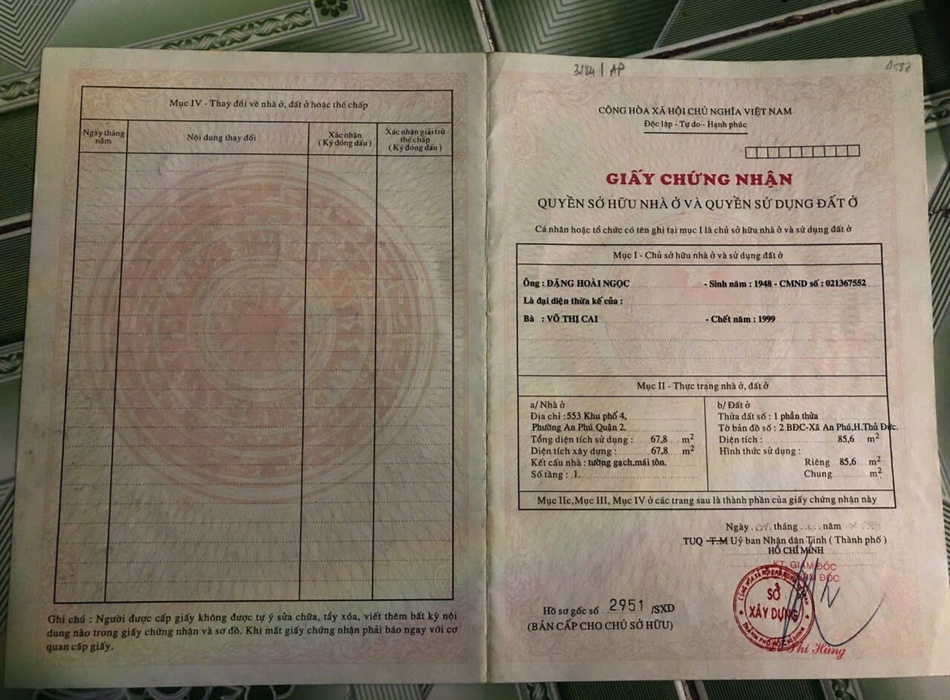 Mục IV - Thay đổi về nhà ở, đất ở hoặc thế chấp
Ngày tháng năm
Nội dung thay đổi
Xác nhận (Ký đóng dấu)
Xác nhận giải trừ thế chấp (Ký đóng dấu)
Ghi chú : Người được cấp giấy không được tự ý sửa chữa, tẩy xóa, viết thêm bất kỳ nội
dung nào trong giấy chứng nhận và sơ đồ. Khi mất giấy chứng nhận phải báo ngay với cơ
quan cấp giấy.
CỘNG HÒA XÃ HỘI CHỦ NGHĨA VIỆT NAM
Độc lập - Tự do - Hạnh phúc
GIẤY CHỨNG NHẬN
QUYỀN SỞ HỮU NHÀ Ở VÀ QUYỀN SỬ DỤNG ĐẤT Ở
Cá nhân hoặc tổ chức có tên ghi tại mục I là chủ sở hữu nhà ở và sử dụng đất ở
Mục I - Chủ sở hữu nhà ở và sử dụng đất ở
Ông : ĐẶNG HOÀI NGỌC - Sinh năm : 1948 - CMND số : 021367552
Là đại diện thừa kế của :
Bà : VÕ THỊ CAI - Chết năm : 1999
Mục II - Thực trạng nhà ở, đất ở
a/ Nhà ở
Địa chỉ : 553 Khu phố 4,
Phường An Phú Quận 2.
Tổng diện tích sử dụng : 67,8 m²
Diện tích xây dựng : 67,8 m²
Kết cấu nhà : tường gạch, mái tôn.
Số tầng : 1.
b/ Đất ở
Thửa đất số : 1 phần thửa
Tờ bản đồ số : 2 BĐC-Xã An Phú,H.Thủ Đức.
Diện tích : 85,6 m²
Hình thức sử dụng :
Riêng 85,6 m²
Chung m²
Mục IIc, Mục III, Mục IV ở các trang sau là thành phần của giấy chứng nhận này
Ngày tháng năm
TUQ T.M Uỷ ban Nhân dân Tỉnh ( Thành phố )
HỒ CHÍ MINH
KT. GIÁM ĐỐC
SỞ
XÂY DỰNG
Hồ sơ gốc số 2951 /SXD
(BẢN CẤP CHO CHỦ SỞ HỮU)